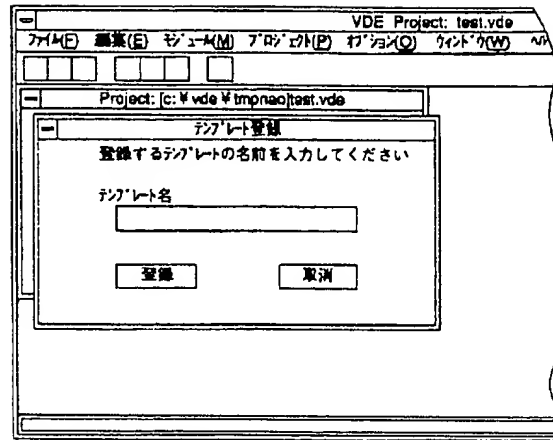 VDE Project: test.vde
ファイル(F) 編集(E) モジュール(M) プロジェクト(P) オプション(O) ウィンドウ(W) ヘル
Project: [c:¥vde¥tmpnao]test.vde
テンプレート登録
登録するテンプレートの名前を入力してください
テンプレート名
登録 取消